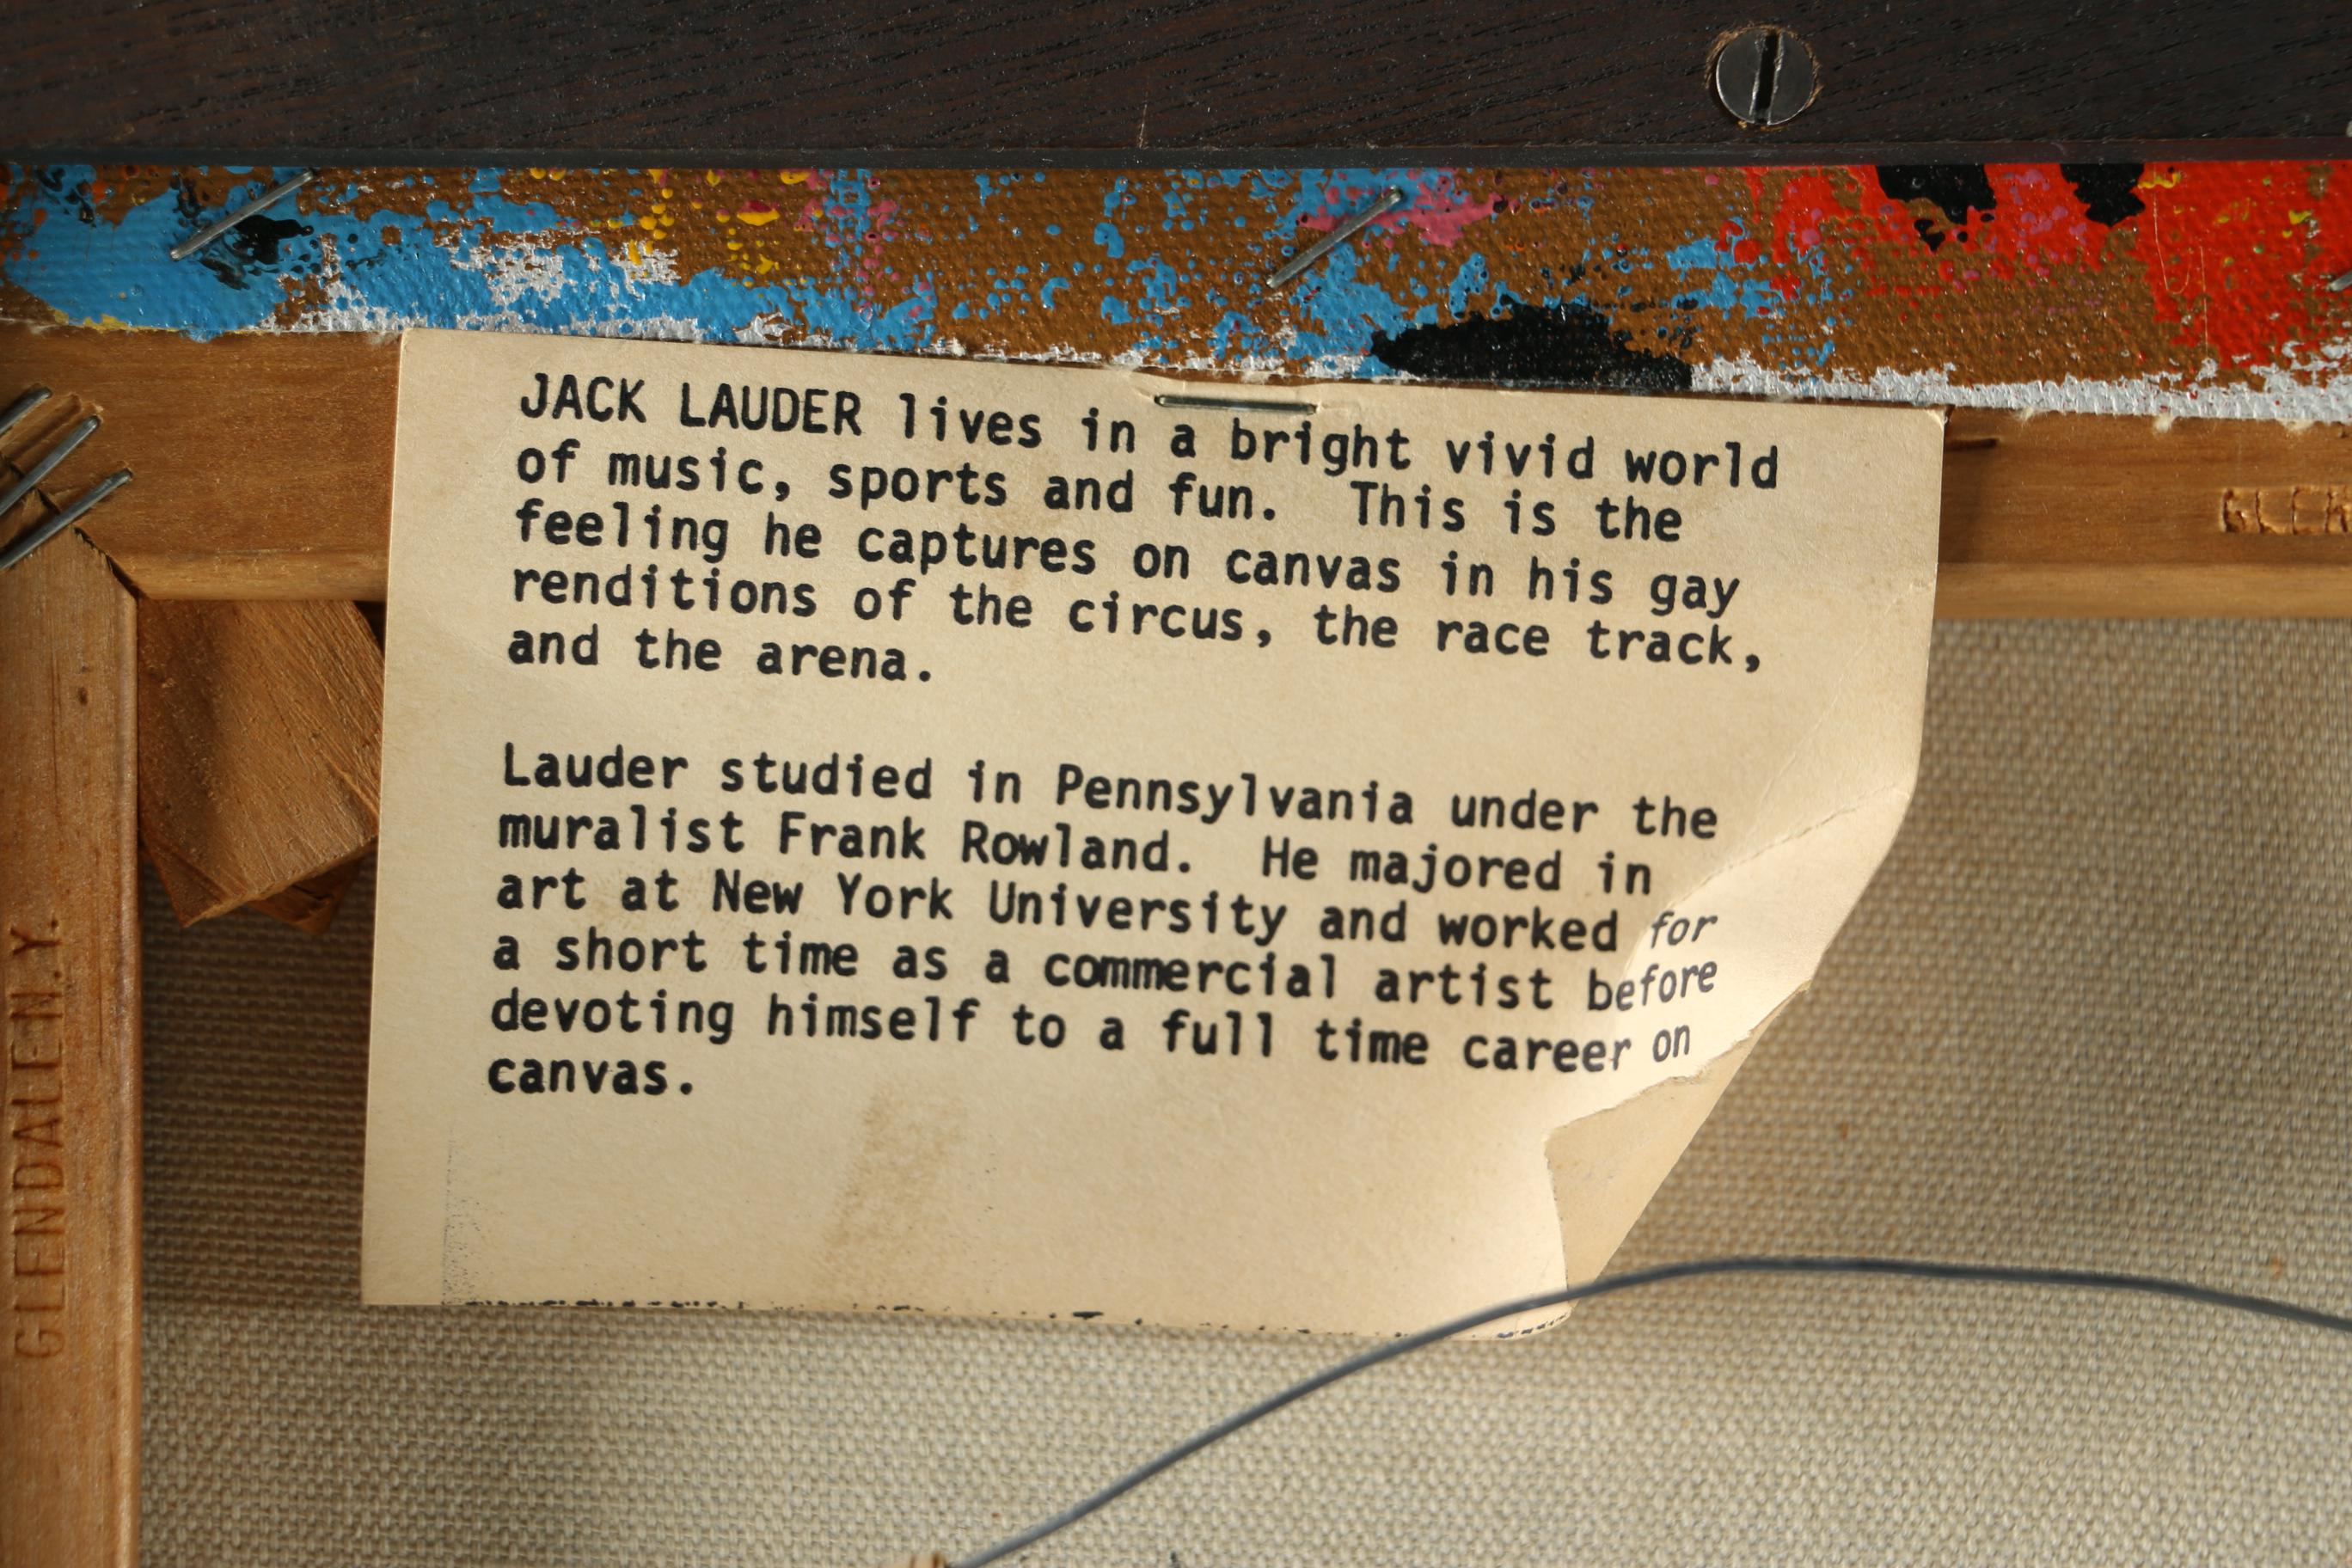 JACK LAUDER lives in a bright vivid world
of music, sports and fun.  This is the
feeling he captures on canvas in his gay
renditions of the circus, the race track,
and the arena.
Lauder studied in Pennsylvania under the
muralist Frank Rowland.  He majored in
art at New York University and worked for
a short time as a commercial artist before
devoting himself to a full time career on
canvas.
GLENDALE N.Y.